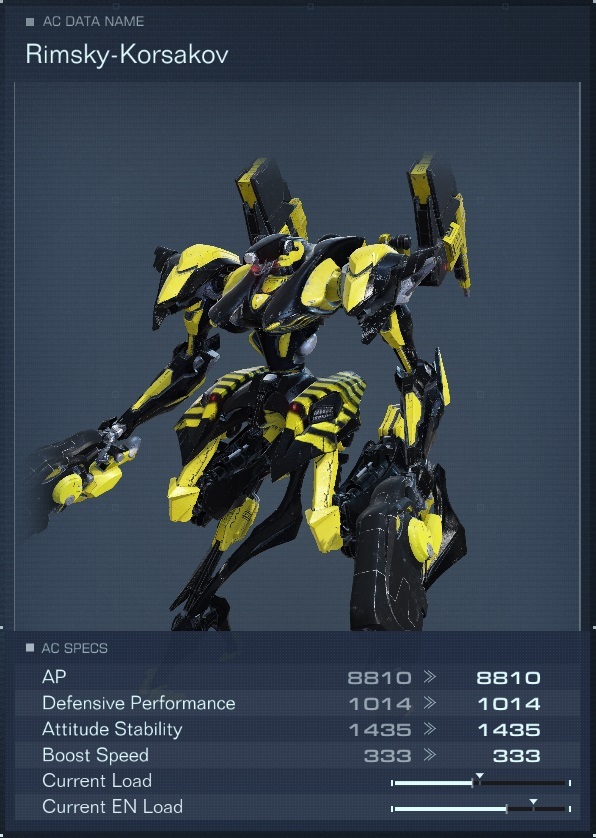 AC DATA NAME
Rimsky-Korsakov
AC SPECS
AP 8810 >> 8810
Defensive Performance 1014 >> 1014
Attitude Stability 1435 >> 1435
Boost Speed 333 >> 333
Current Load
Current EN Load